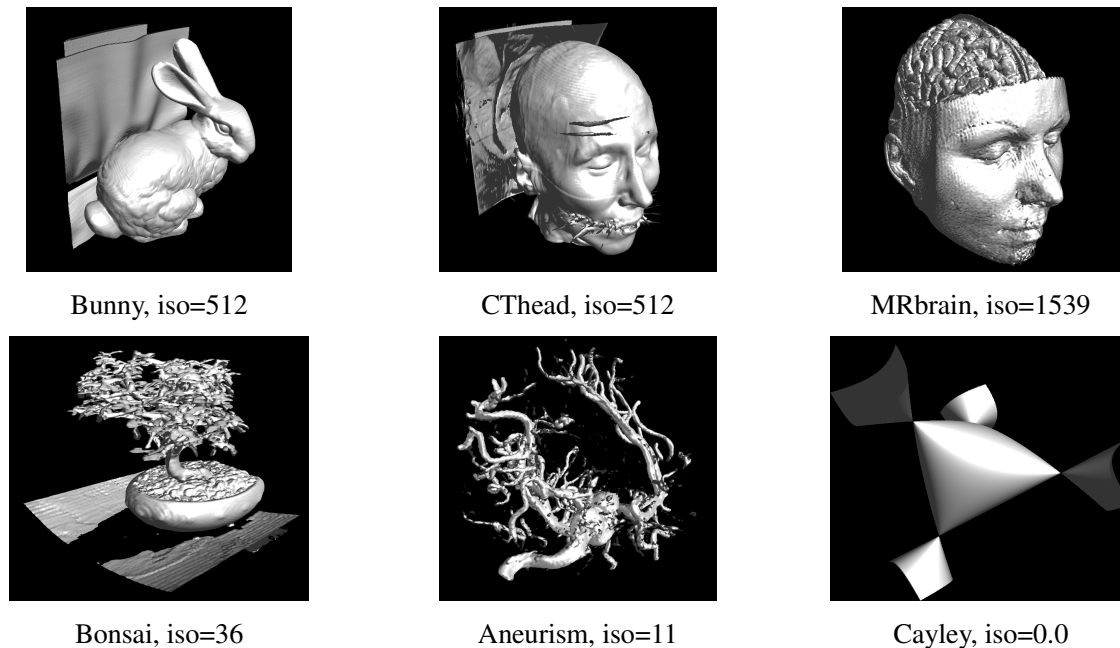 Bunny, iso=512
CThead, iso=512
MRbrain, iso=1539
Bonsai, iso=36
Aneurism, iso=11
Cayley, iso=0.0